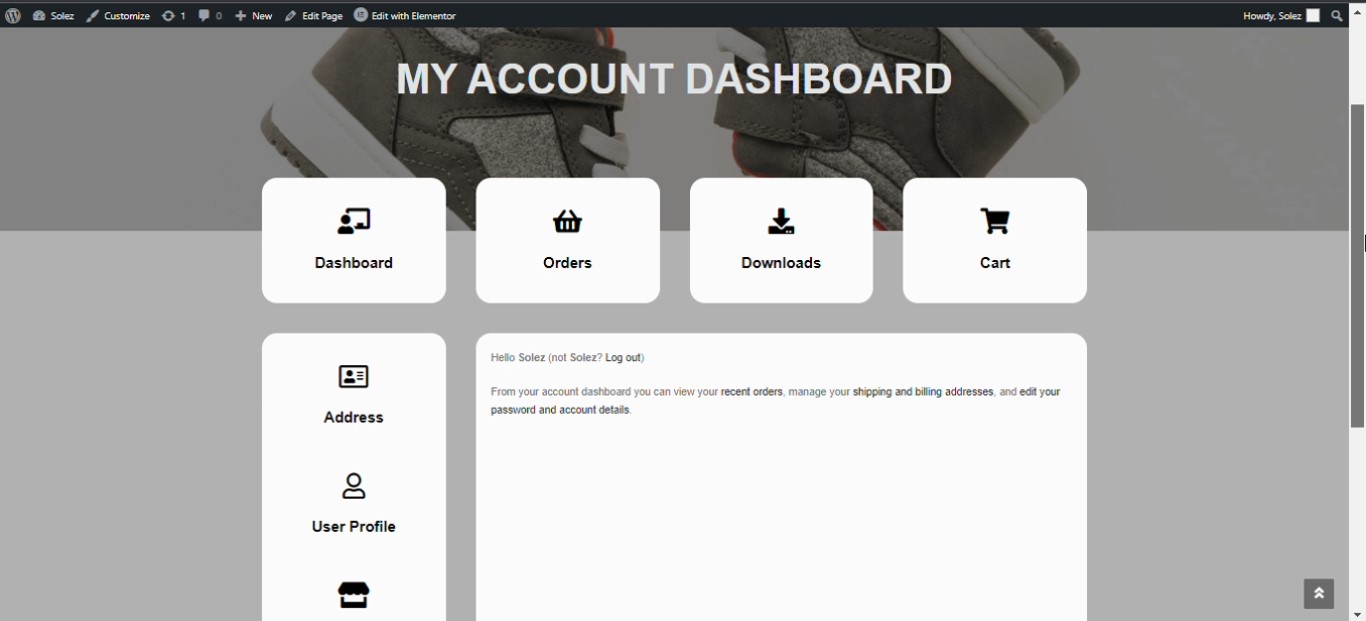 Solez Customize 1 0 New Edit Page Edit with Elementor Howdy, Solez
MY ACCOUNT DASHBOARD
Dashboard Orders Downloads Cart
Hello Solez (not Solez? Log out)
From your account dashboard you can view your recent orders, manage your shipping and billing addresses, and edit your
password and account details.
Address
User Profile